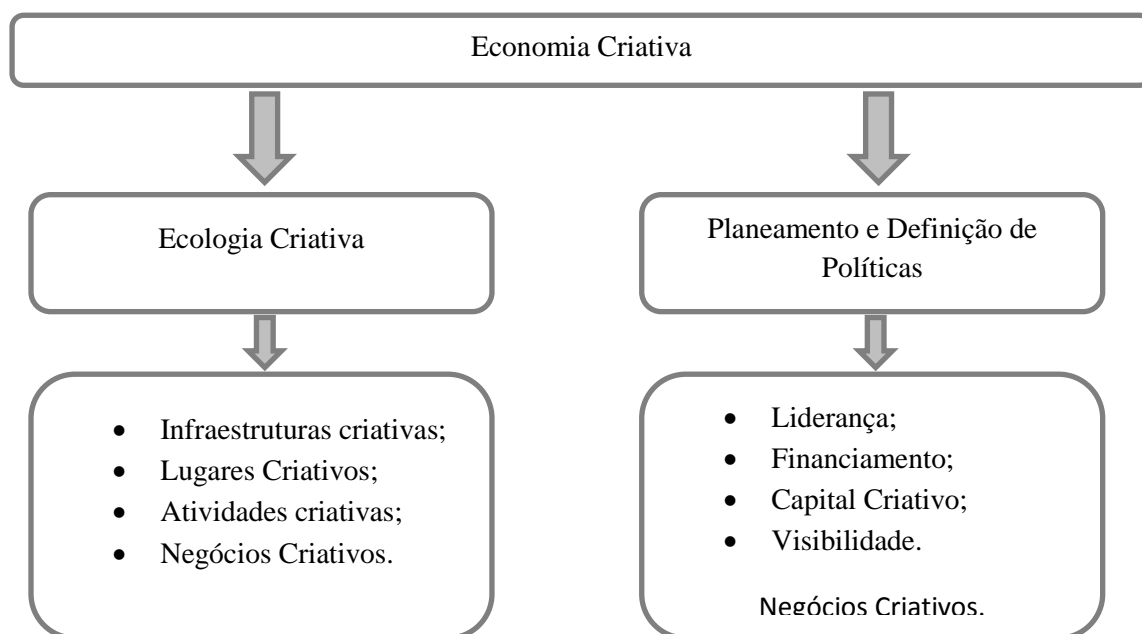 Economia Criativa
Ecologia Criativa
Planeamento e Definição de
Políticas
• Infraestruturas criativas;
• Lugares Criativos;
• Atividades criativas;
• Negócios Criativos.
• Liderança;
• Financiamento;
• Capital Criativo;
• Visibilidade.
Negócios Criativos.